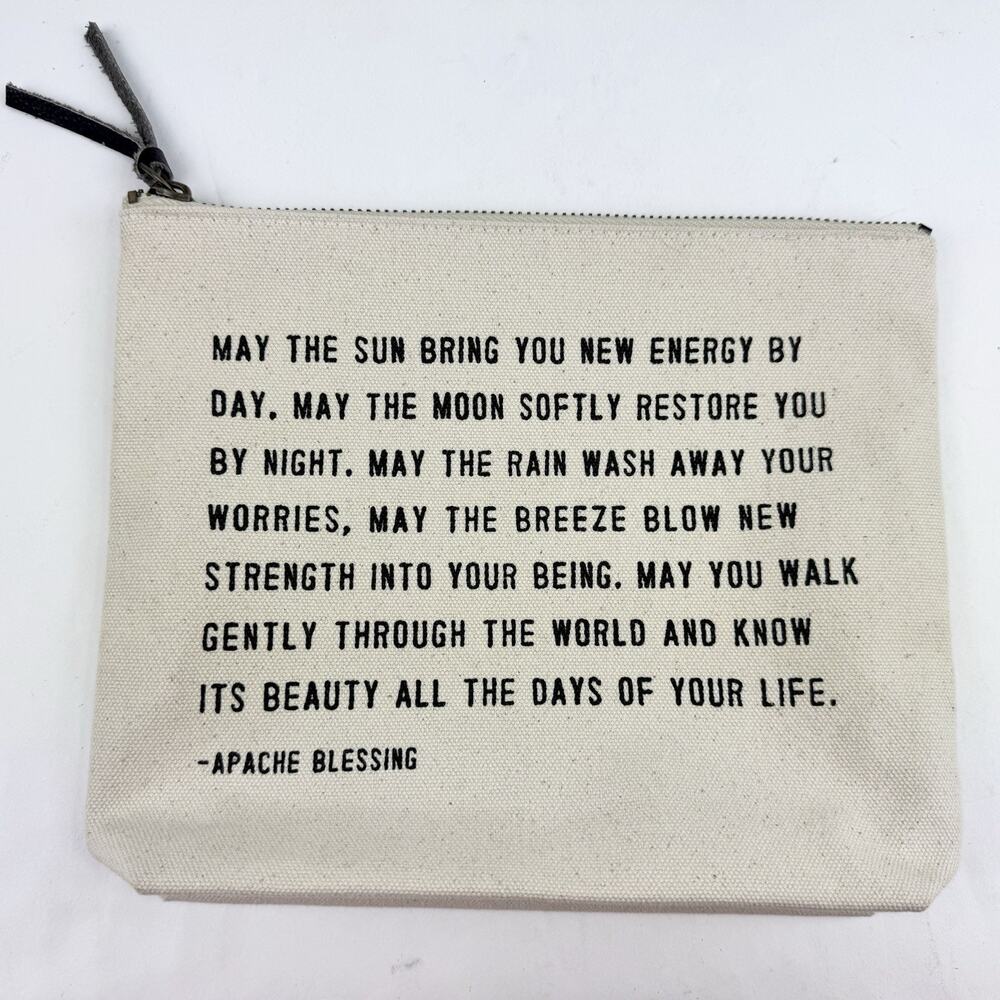 MAY THE SUN BRING YOU NEW ENERGY BY
DAY. MAY THE MOON SOFTLY RESTORE YOU
BY NIGHT. MAY THE RAIN WASH AWAY YOUR
WORRIES, MAY THE BREEZE BLOW NEW
STRENGTH INTO YOUR BEING. MAY YOU WALK
GENTLY THROUGH THE WORLD AND KNOW
ITS BEAUTY ALL THE DAYS OF YOUR LIFE.
-APACHE BLESSING